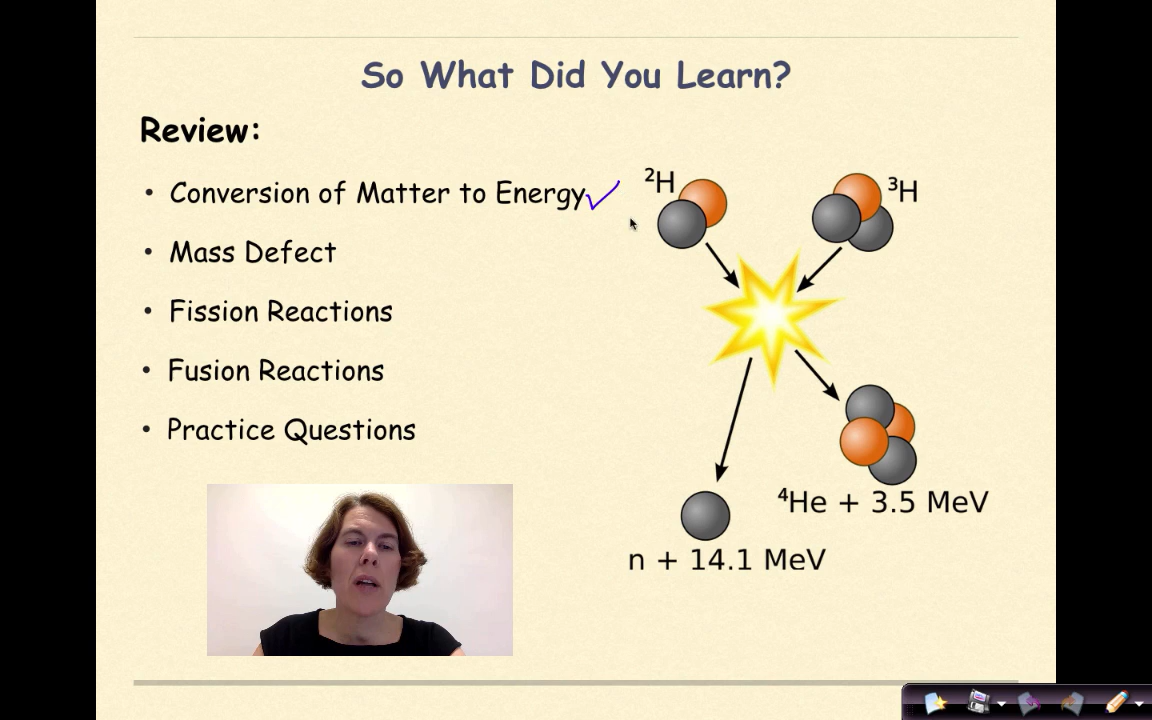 So What Did You Learn?
Review:
• Conversion of Matter to Energy
• Mass Defect
• Fission Reactions
• Fusion Reactions
• Practice Questions
²H
³H
⁴He + 3.5 MeV
n + 14.1 MeV